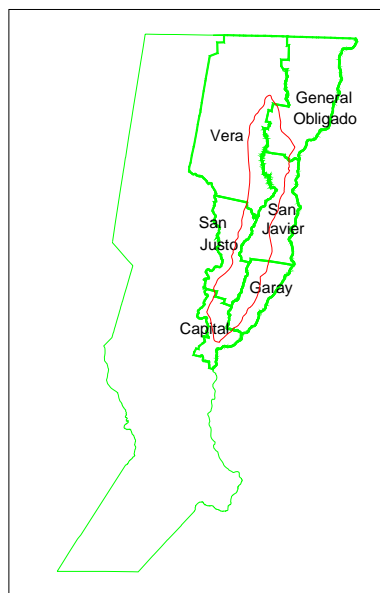 General
Obligado
Vera
San
Justo
San
Javier
Garay
Capital